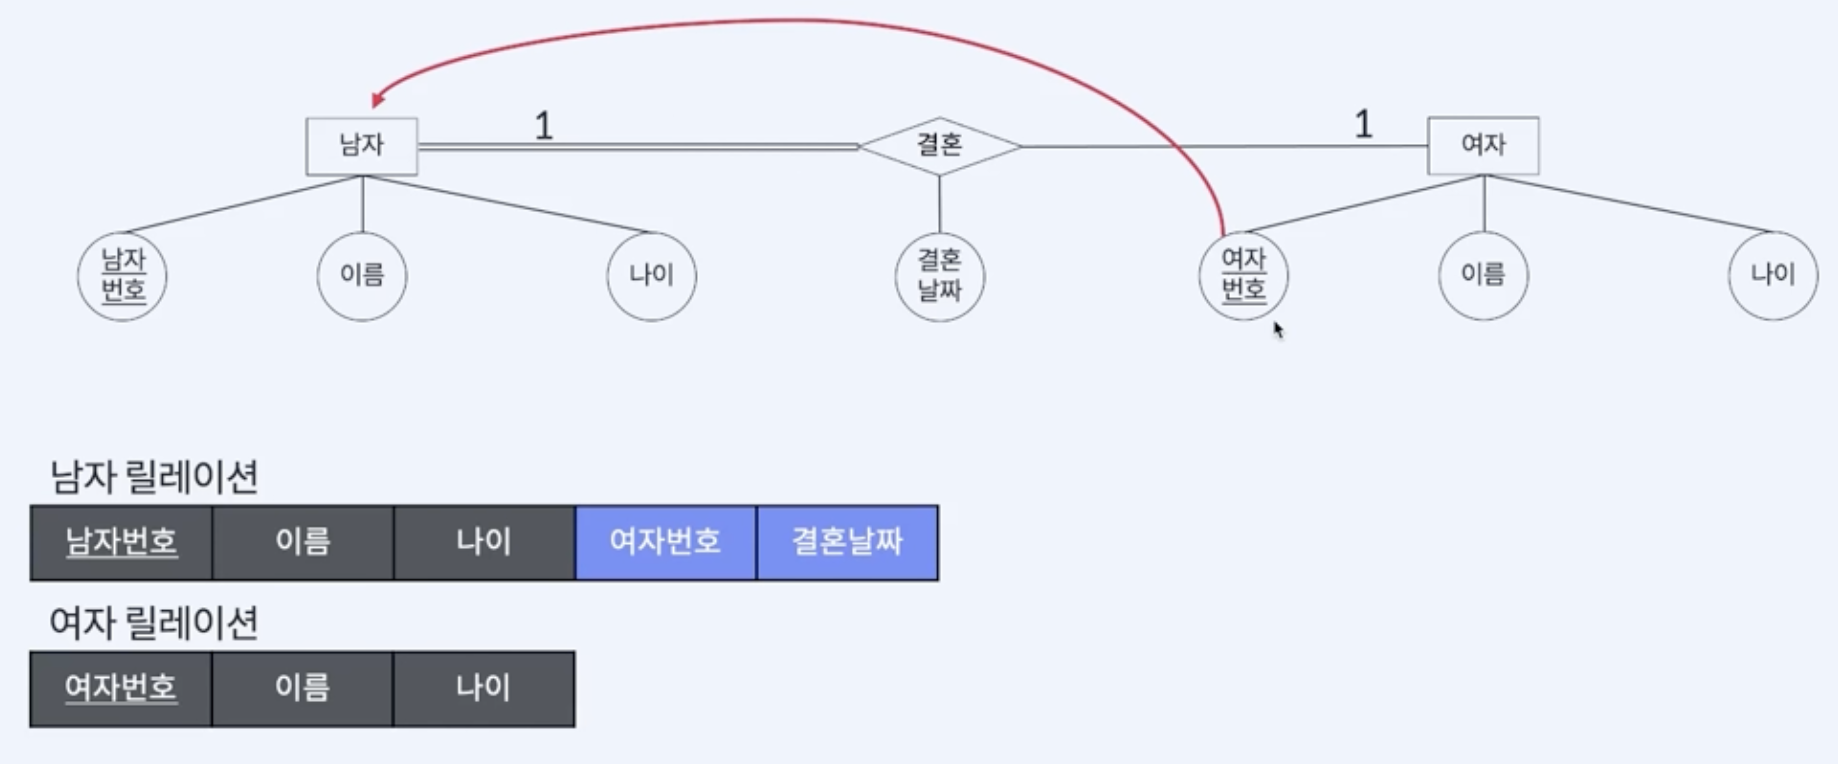 1
1
남자
결혼
여자
남자
번호
이름
나이
결혼
날짜
여자
번호
이름
나이
남자 릴레이션
남자번호 이름 나이 여자번호 결혼날짜
여자 릴레이션
여자번호 이름 나이